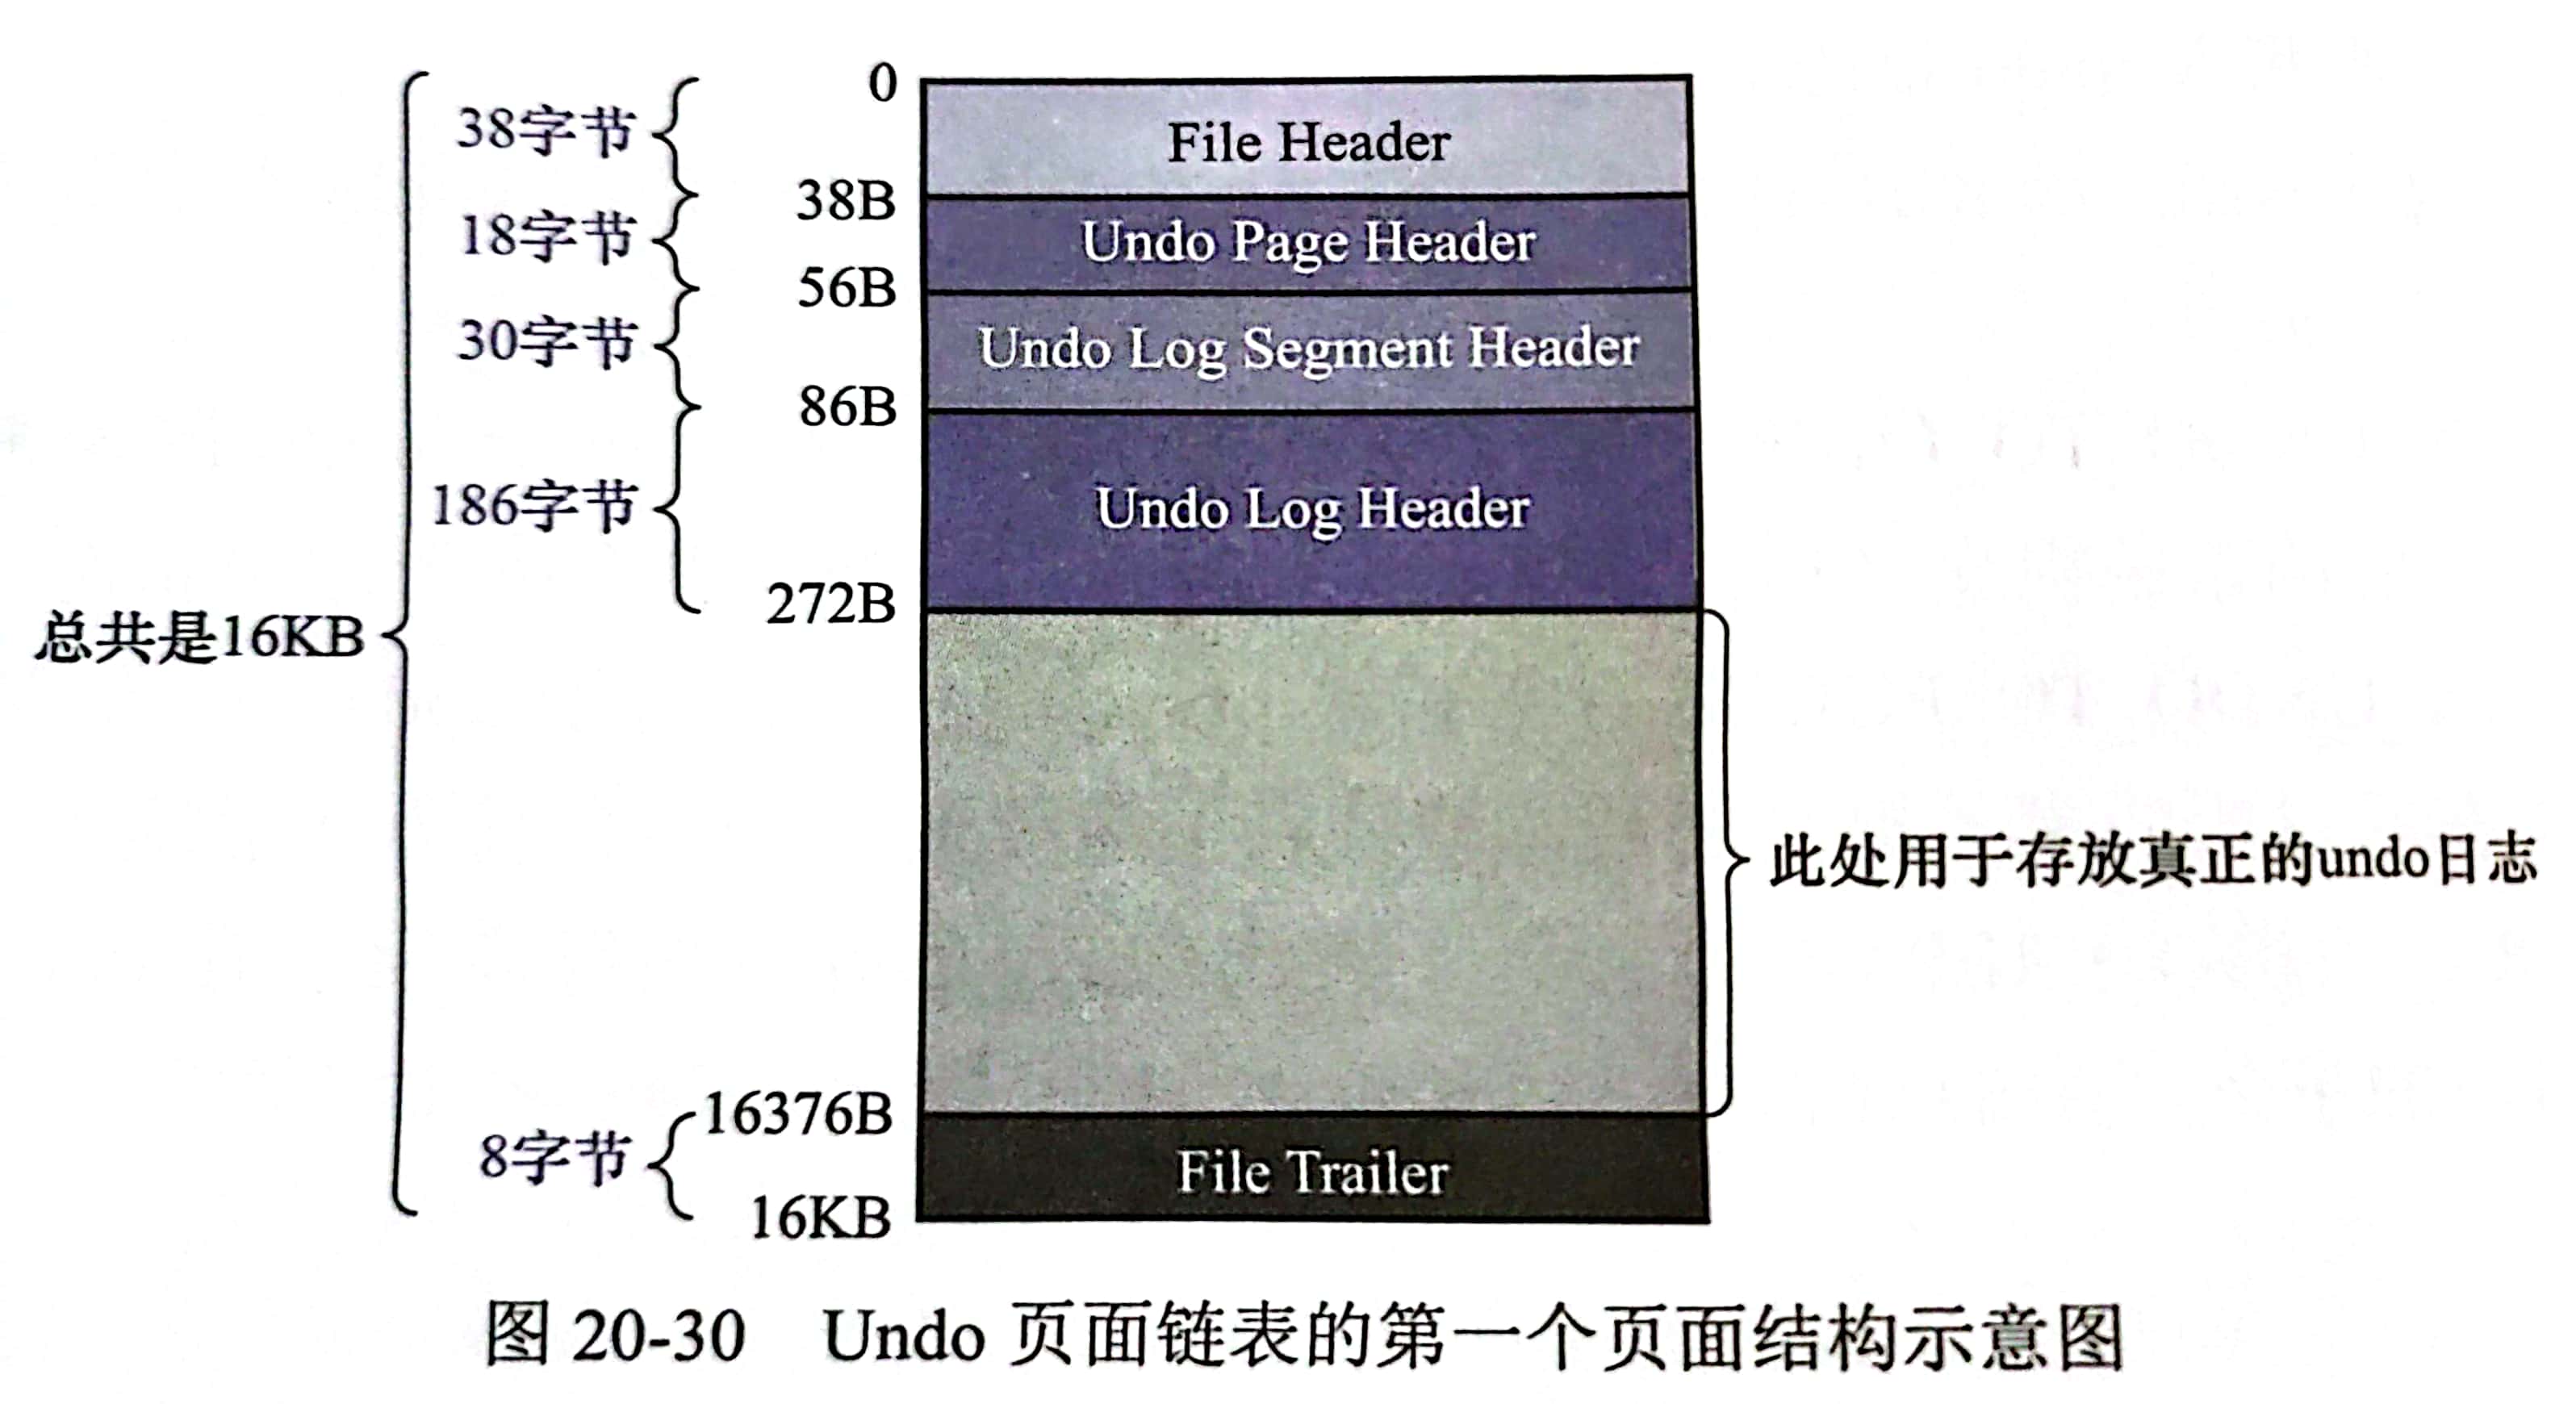 0
38字节
File Header
38B
18字节
Undo Page Header
56B
30字节
Undo Log Segment Header
86B
186字节
Undo Log Header
272B
总共是16KB
此处用于存放真正的undo日志
16376B
8字节
File Trailer
16KB
图 20-30 Undo 页面链表的第一个页面结构示意图